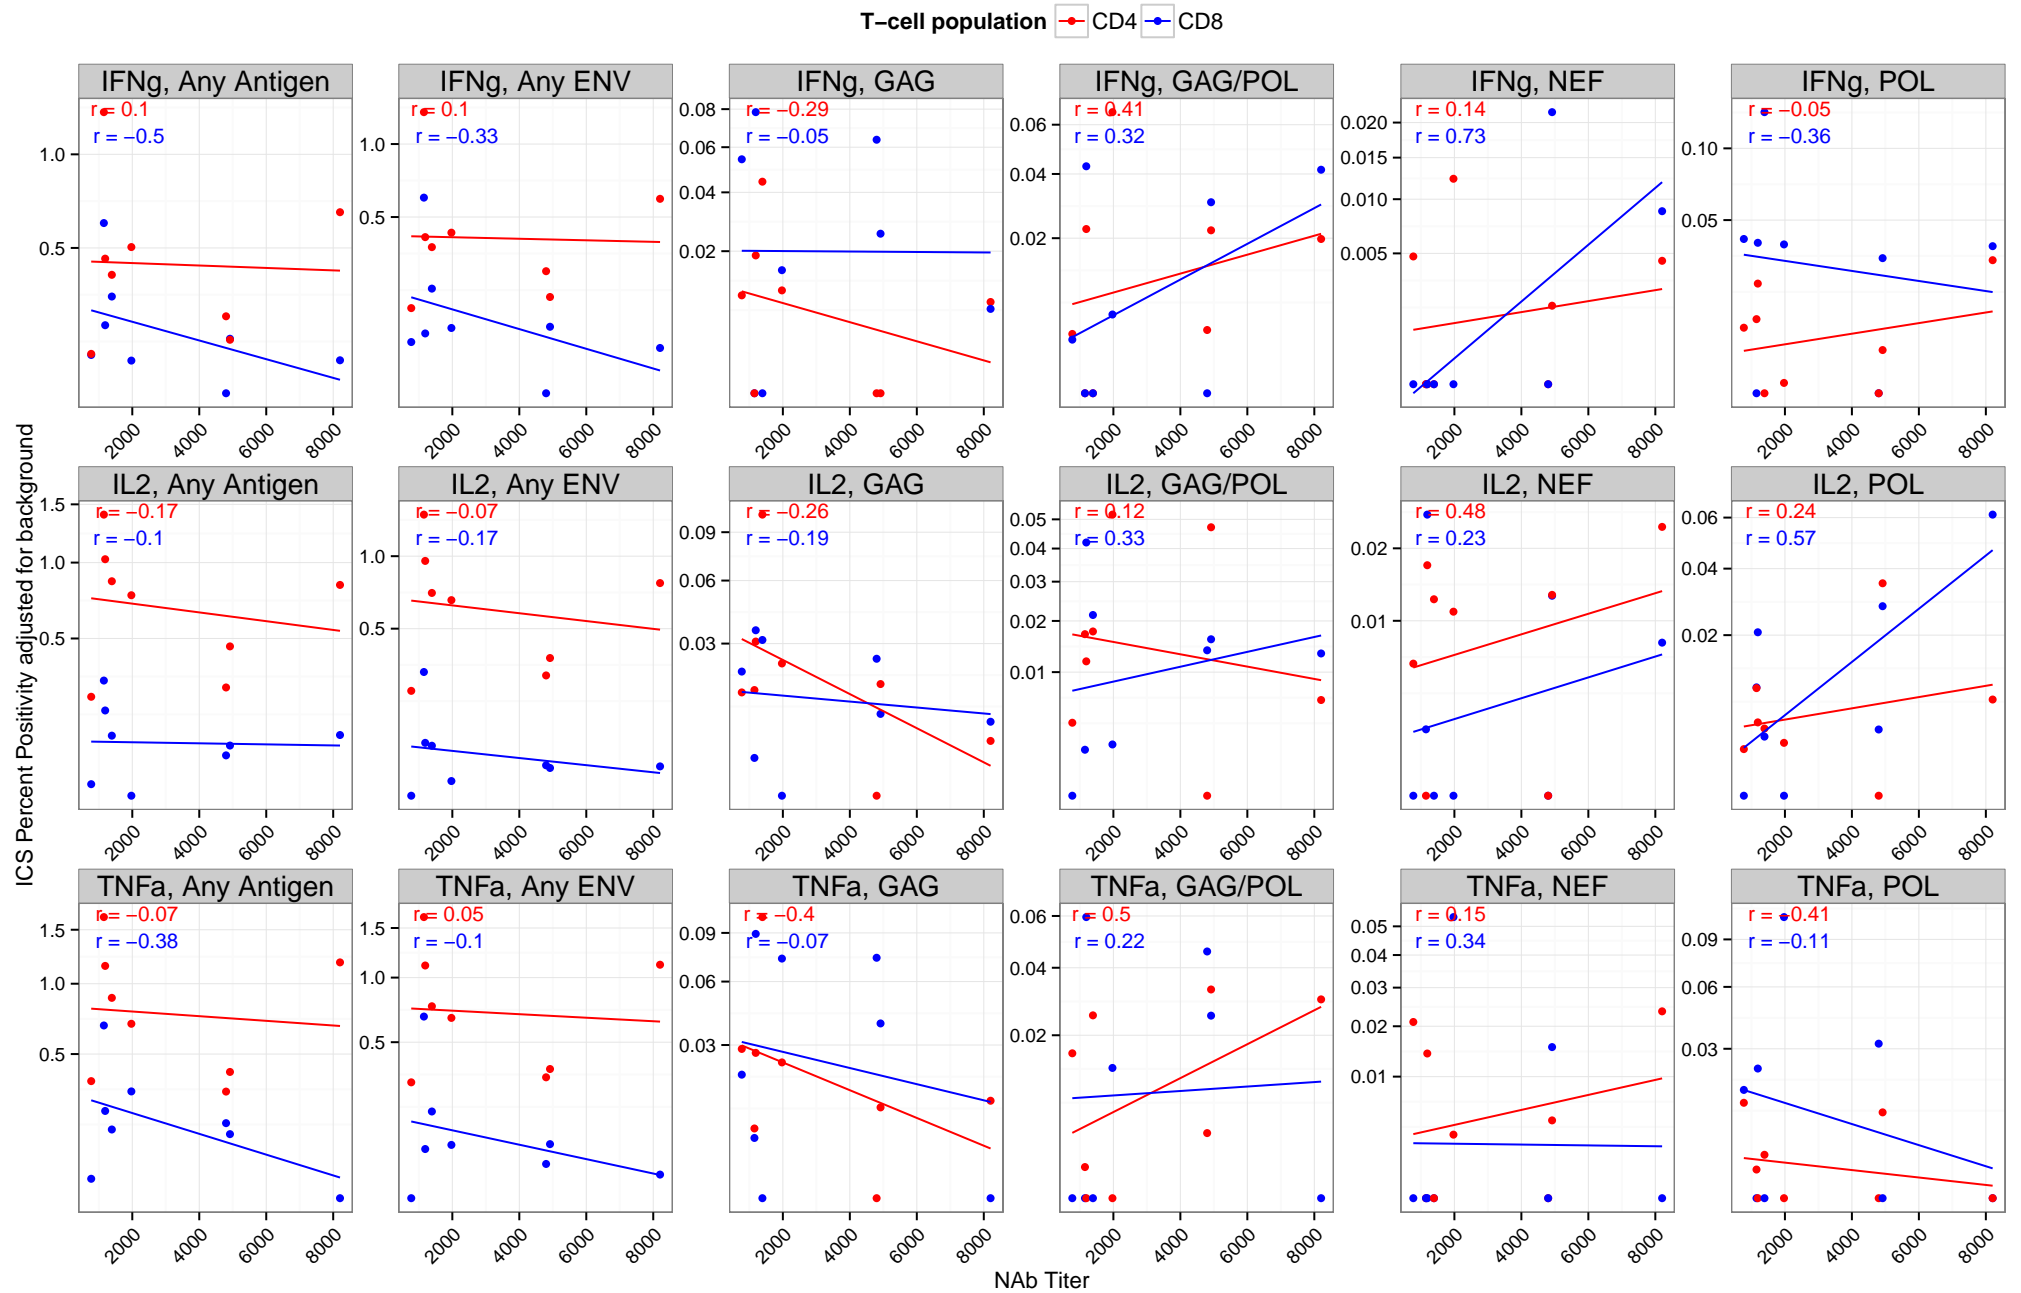 T−cell population CD4 CD8
IFNg, Any Antigen IFNg, Any ENV IFNg, GAG IFNg, GAG/POL IFNg, NEF IFNg, POL
r = 0.1 r = 0.1 r = −0.29 r = 0.41 r = 0.14 r = −0.05
r = −0.5 r = −0.33 r = −0.05 r = 0.32 r = 0.73 r = −0.36
1.0 0.5
1.0 0.5
0.08 0.06 0.04 0.02
0.06 0.04 0.02
0.020 0.015 0.010 0.005
0.10 0.05
2000 4000 6000 8000 2000 4000 6000 8000 2000 4000 6000 8000 2000 4000 6000 8000 2000 4000 6000 8000 2000 4000 6000 8000
ICS Percent Positivity adjusted for background
IL2, Any Antigen IL2, Any ENV IL2, GAG IL2, GAG/POL IL2, NEF IL2, POL
r = −0.17 r = −0.07 r = −0.26 r = 0.12 r = 0.48 r = 0.24
r = −0.1 r = −0.17 r = −0.19 r = 0.33 r = 0.23 r = 0.57
1.5 1.0 0.5
1.0 0.5
0.09 0.06 0.03
0.05 0.04 0.03 0.02 0.01
0.02 0.01
0.06 0.04 0.02
2000 4000 6000 8000 2000 4000 6000 8000 2000 4000 6000 8000 2000 4000 6000 8000 2000 4000 6000 8000 2000 4000 6000 8000
TNFa, Any Antigen TNFa, Any ENV TNFa, GAG TNFa, GAG/POL TNFa, NEF TNFa, POL
r = −0.07 r = 0.05 r = −0.4 r = 0.5 r = 0.15 r = −0.41
r = −0.38 r = −0.1 r = −0.07 r = 0.22 r = 0.34 r = −0.11
1.5 1.0 0.5
1.5 1.0 0.5
0.09 0.06 0.03
0.06 0.04 0.02
0.05 0.04 0.03 0.02 0.01
0.09 0.06 0.03
2000 4000 6000 8000 2000 4000 6000 8000 2000 4000 6000 8000 2000 4000 6000 8000 2000 4000 6000 8000 2000 4000 6000 8000
NAb Titer